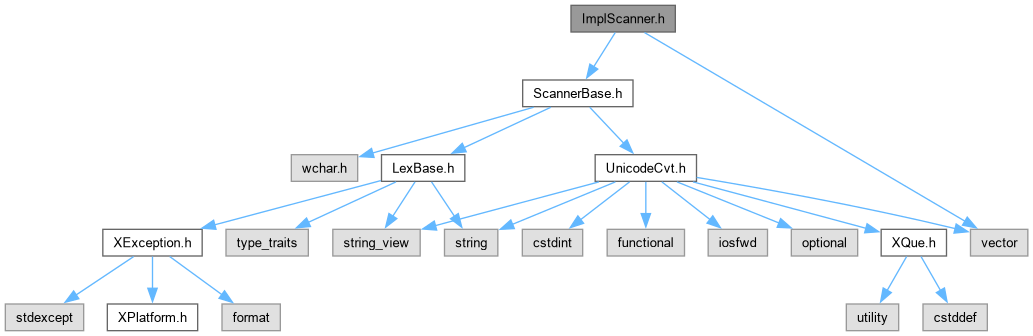 ImplScanner.h
ScannerBase.h
wchar.h
LexBase.h
UnicodeCvt.h
XException.h
type_traits
string_view
string
cstdint
functional
iosfwd
optional
XQue.h
vector
stdexcept
XPlatform.h
format
utility
cstddef